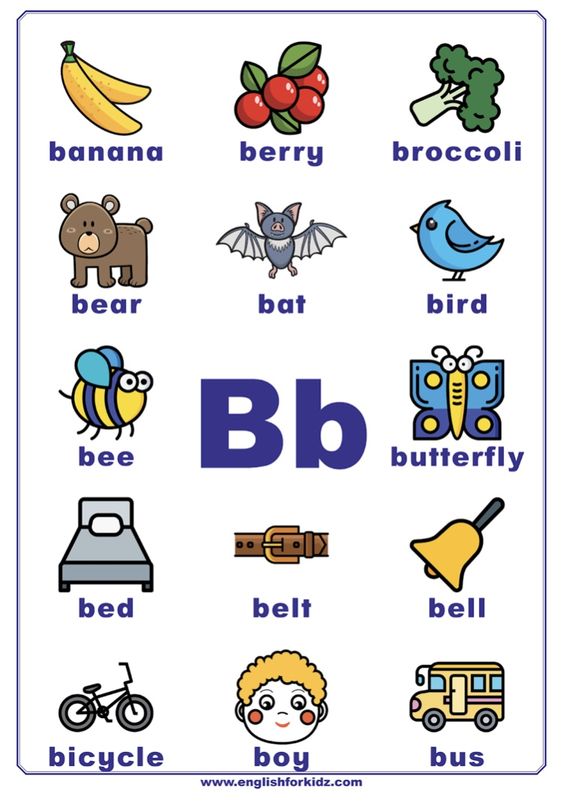 banana berry broccoli
bear bat bird
bee Bb butterfly
bed belt bell
bicycle boy bus
www.englishforkidz.com